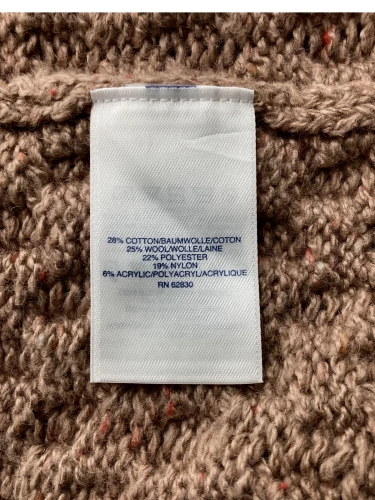 28% COTTON/BAUMWOLLE/COTON
25% WOOL/WOLLE/LAINE
22% POLYESTER
19% NYLON
6% ACRYLIC/POLYACRYL/ACRYLIQUE
RN 62830